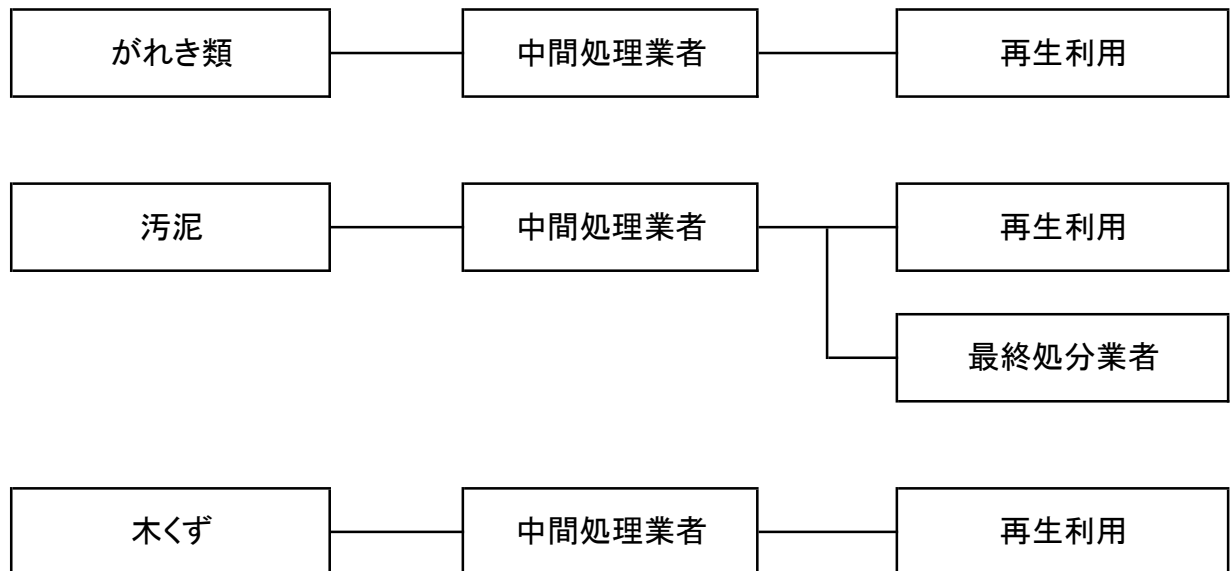 がれき類
中間処理業者
再生利用
汚泥
中間処理業者
再生利用
最終処分業者
木くず
中間処理業者
再生利用